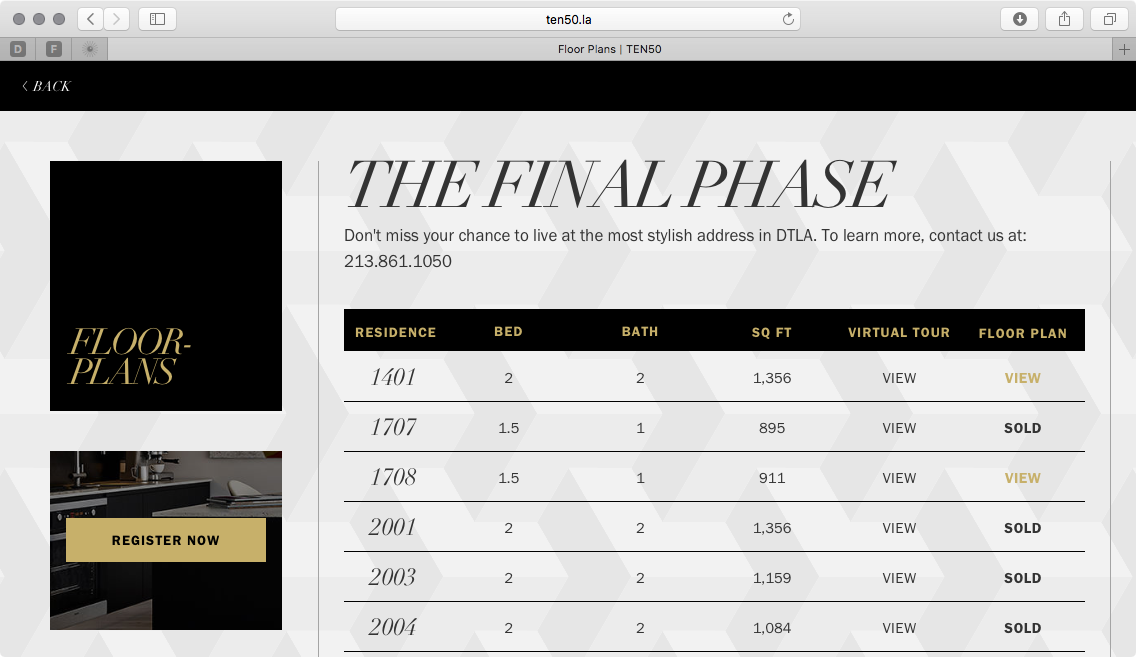 ten50.la
D F Floor Plans | TEN50
BACK
FLOOR-
PLANS
REGISTER NOW
THE FINAL PHASE
Don't miss your chance to live at the most stylish address in DTLA. To learn more, contact us at:
213.861.1050
RESIDENCE BED BATH SQ FT VIRTUAL TOUR FLOOR PLAN
1401 2 2 1,356 VIEW VIEW
1707 1.5 1 895 VIEW SOLD
1708 1.5 1 911 VIEW VIEW
2001 2 2 1,356 VIEW SOLD
2003 2 2 1,159 VIEW SOLD
2004 2 2 1,084 VIEW SOLD